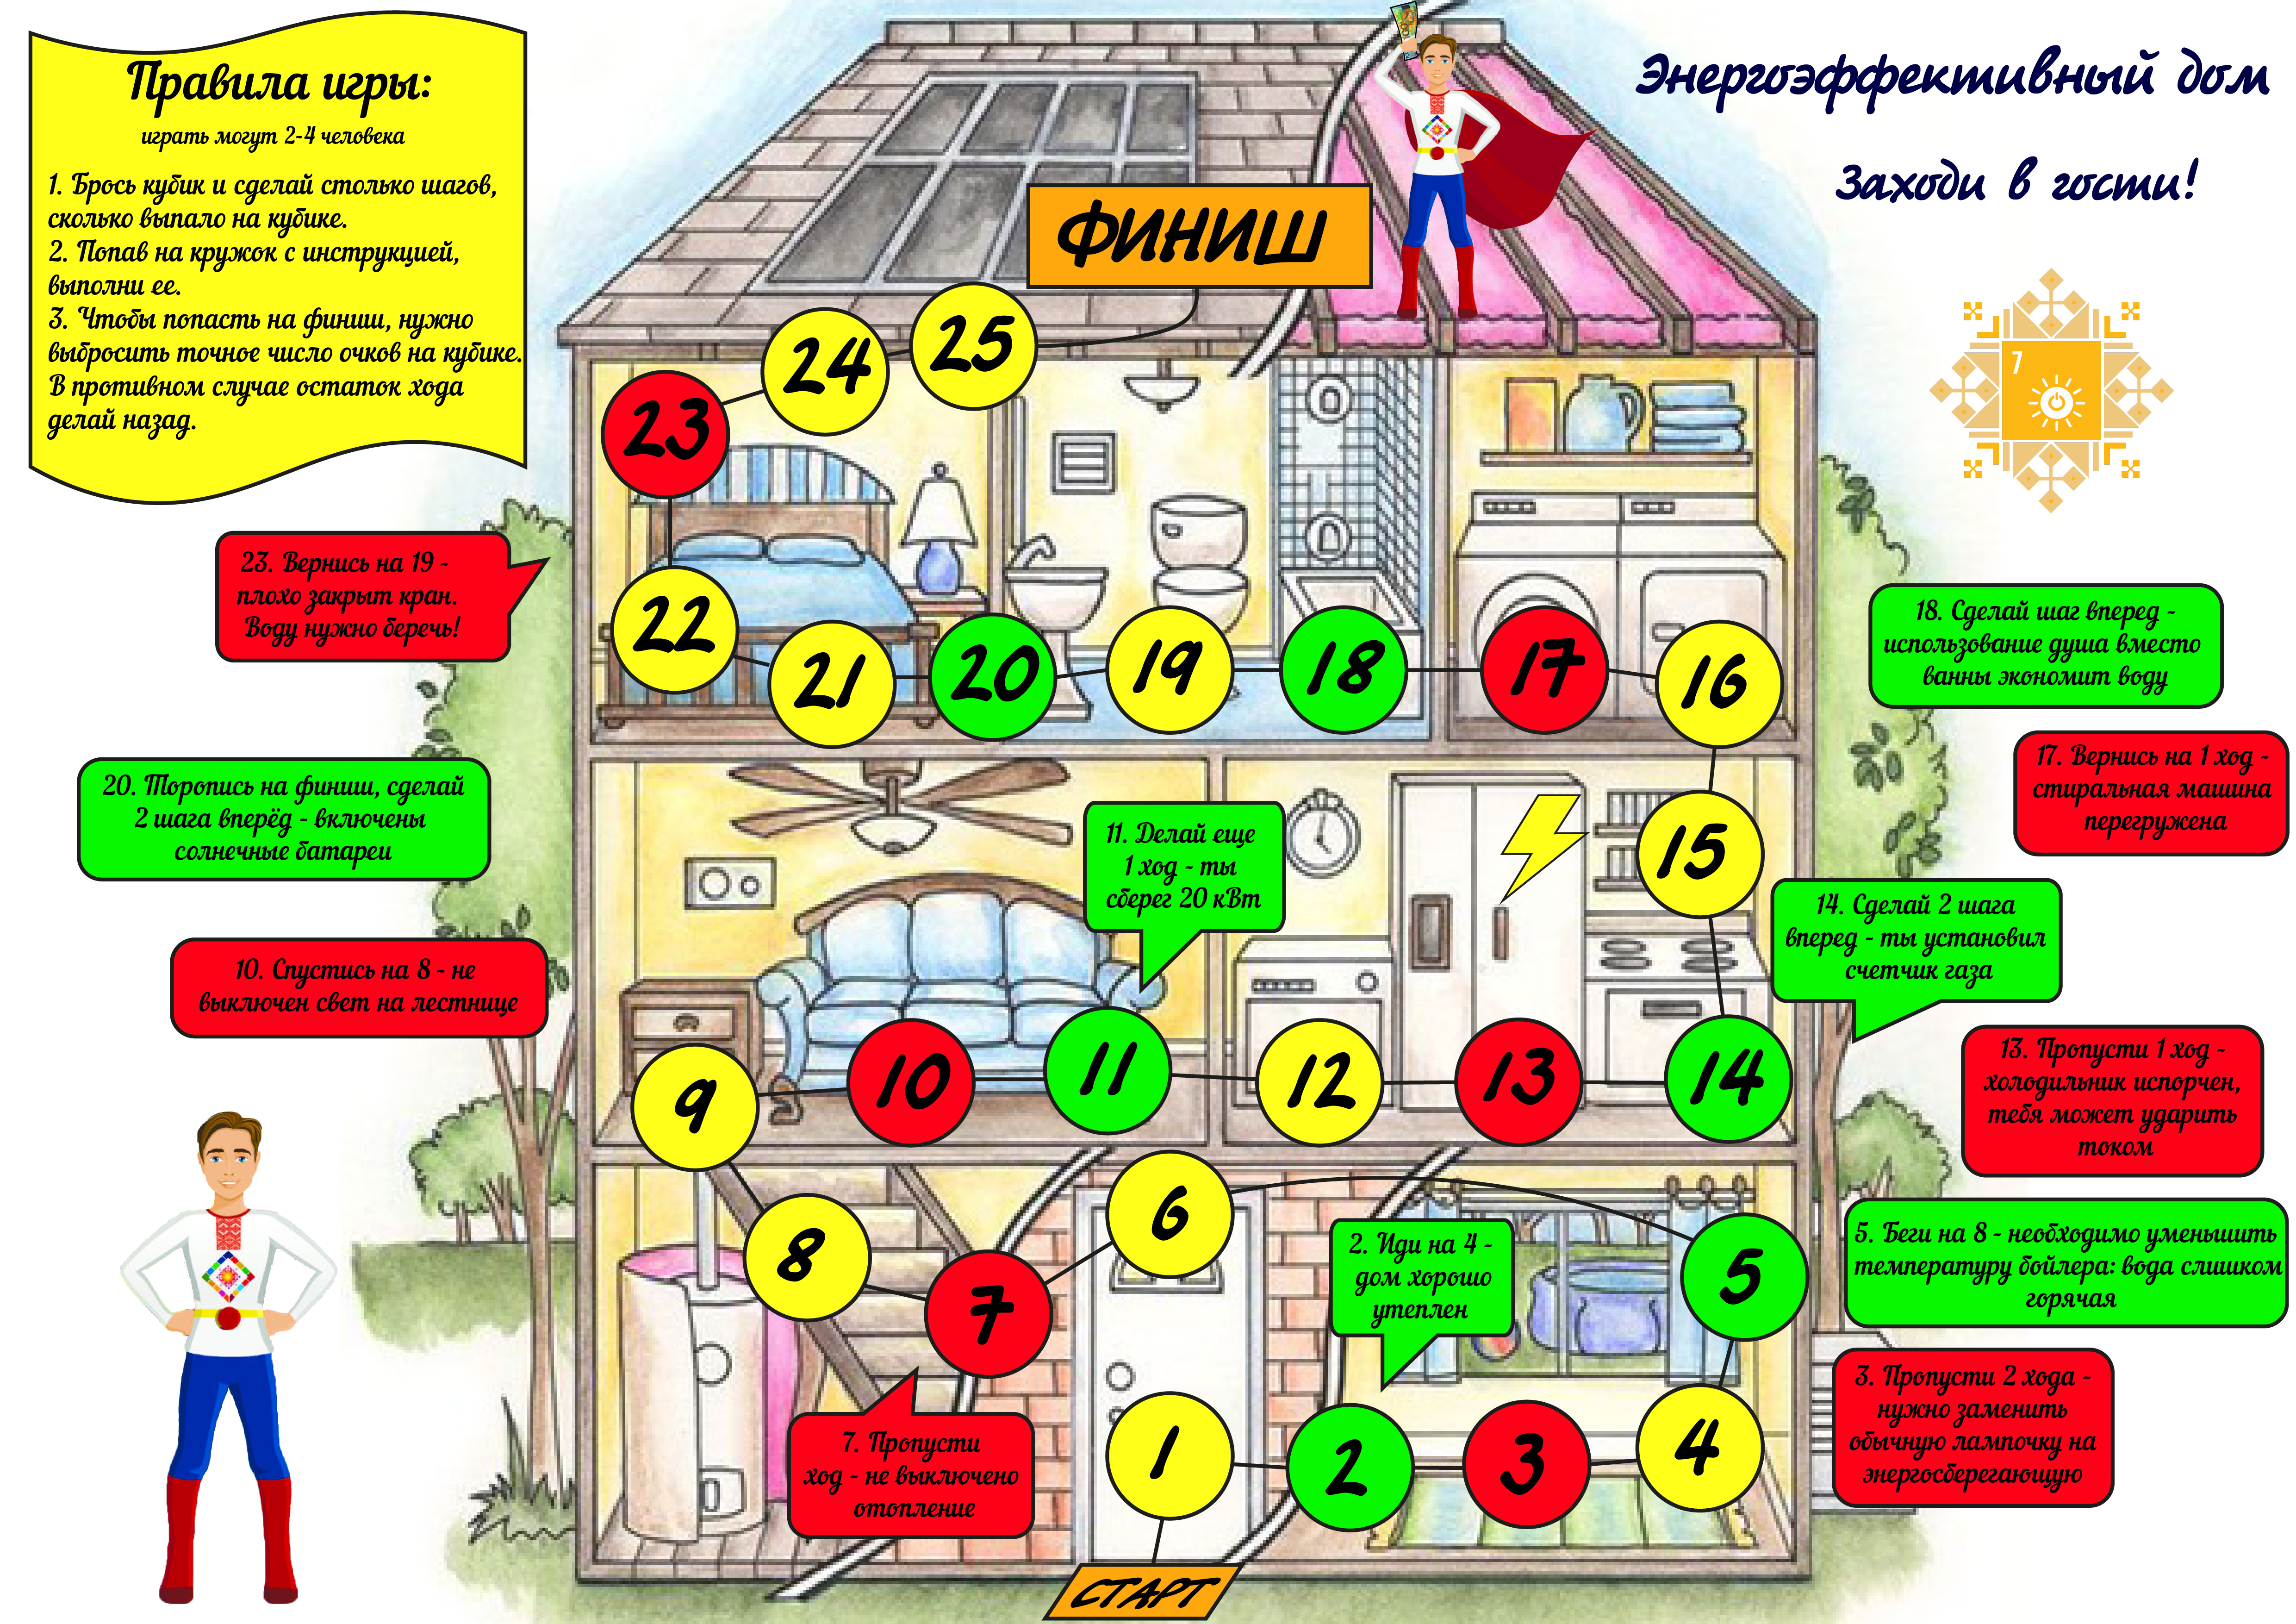 Правила игры:
играть могут 2-4 человека
1. Брось кубик и сделай столько шагов,
сколько выпало на кубике.
2. Попав на кружок с инструкцией,
выполни ее.
3. Чтобы попасть на финиш, нужно
выбросить точное число очков на кубике.
В противном случае остаток хода
делай назад.
Энергоэффективный дом
Заходи в гости!
7
ФИНИШ
25
24
23
22
21
20
19
18
17
16
15
14
13
12
11
10
9
8
7
6
5
4
3
2
1
СТАРТ
23. Вернись на 19 -
плохо закрыт кран.
Воду нужно беречь!
20. Торопись на финиш, сделай
2 шага вперёд - включены
солнечные батареи
10. Спустись на 8 - не
выключен свет на лестнице
11. Делай еще
1 ход - ты
сберег 20 кВт
18. Сделай шаг вперед -
использование душа вместо
ванны экономит воду
17. Вернись на 1 ход -
стиральная машина
перегружена
14. Сделай 2 шага
вперед - ты установил
счетчик газа
13. Пропусти 1 ход -
холодильник испорчен,
тебя может ударить
током
5. Беги на 8 - необходимо уменьшить
температуру бойлера: вода слишком
горячая
2. Иди на 4 -
дом хорошо
утеплен
3. Пропусти 2 хода -
нужно заменить
обычную лампочку на
энергосберегающую
7. Пропусти
ход - не выключено
отопление